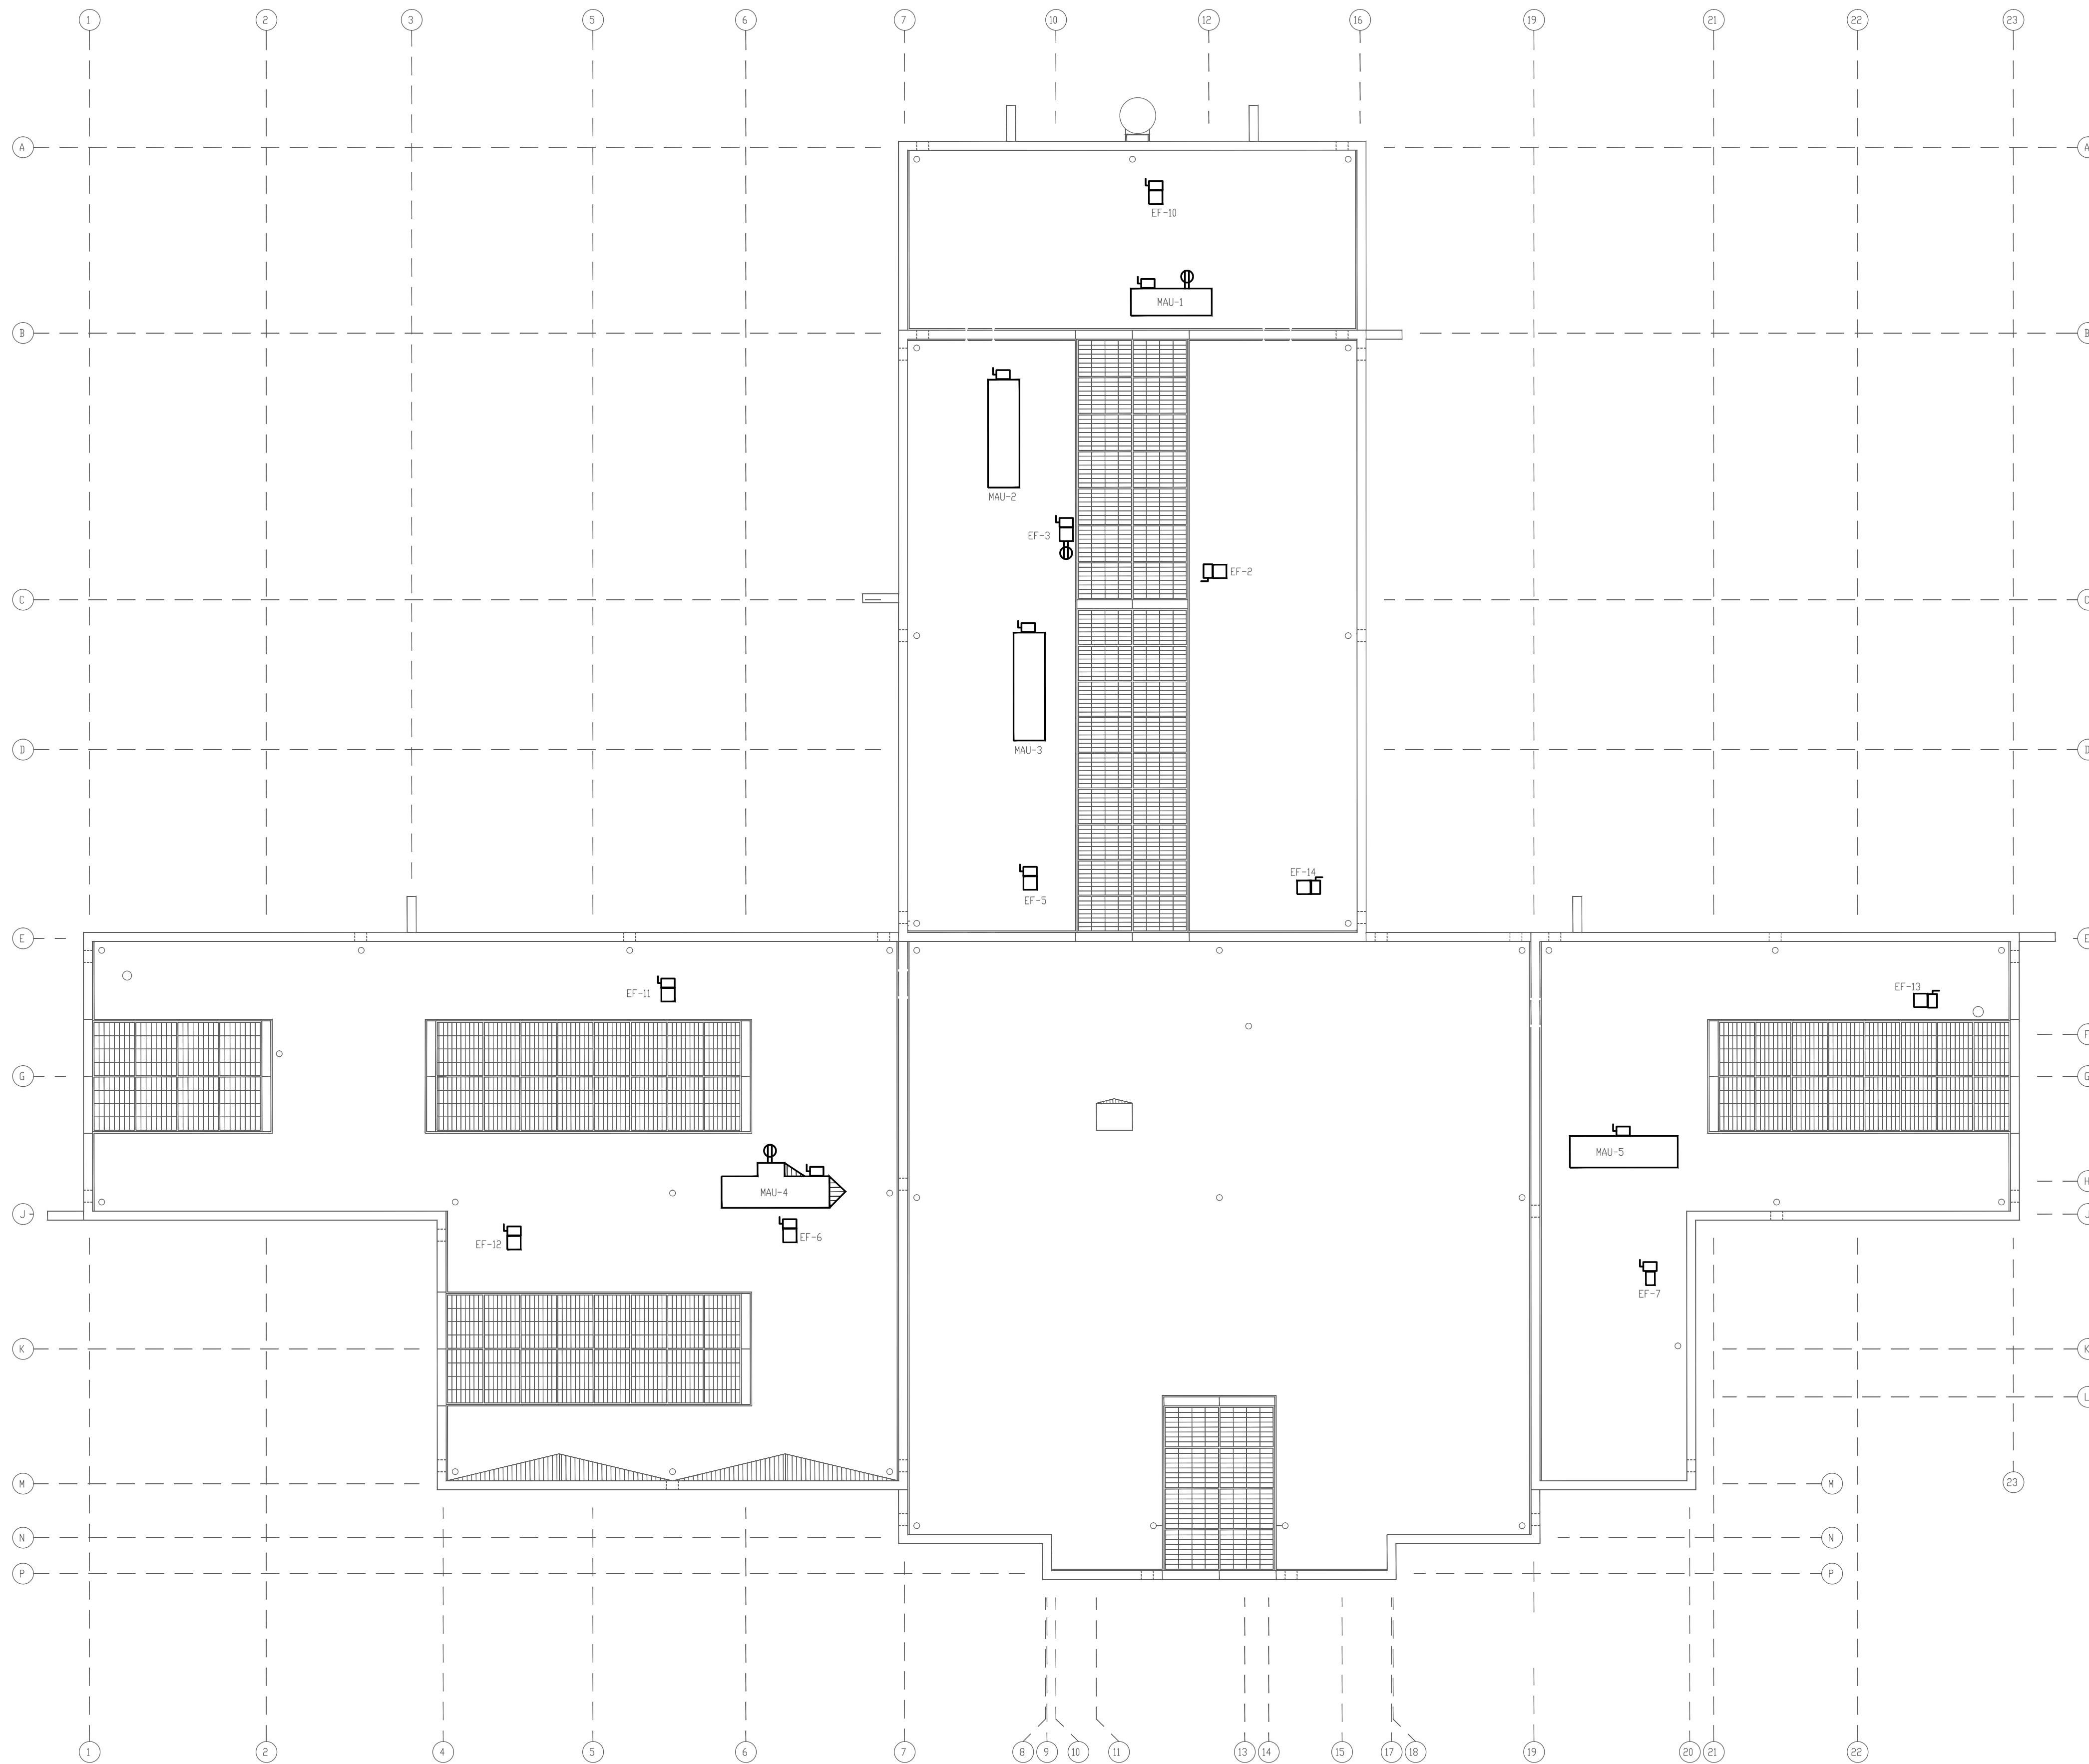 1 2 3 5 6 7 10 12 16 19 21 22 23
A A
EF-10
MAU-1
B B
MAU-2
EF-3
EF-2
C C
MAU-3
D D
EF-14
EF-5
E E
EF-13
EF-11
F
G G
MAU-5
H
MAU-4
J J
EF-6
EF-12
EF-7
K K
L
M M 23
N N
P P
1 2 4 5 6 7 8 9 10 11 13 14 15 17 18 19 20 21 22